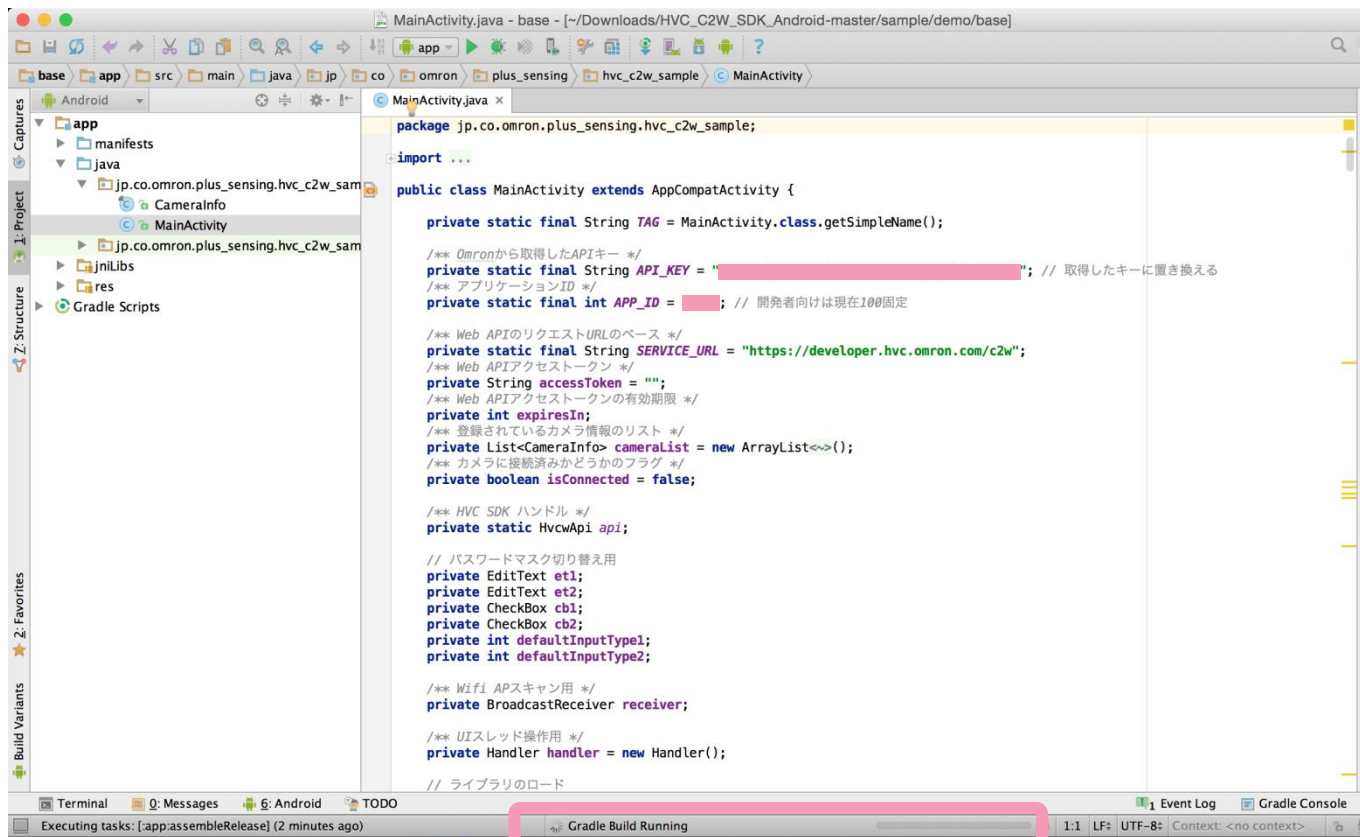 MainActivity.java - base - [~/Downloads/HVC_C2W_SDK_Android-master/sample/demo/base]
app
base app src main java jp co omron plus_sensing hvc_c2w_sample MainActivity
Android
MainActivity.java
Captures
1: Project
Z: Structure
2: Favorites
Build Variants
app
manifests
java
jp.co.omron.plus_sensing.hvc_c2w_sam
CameraInfo
MainActivity
jp.co.omron.plus_sensing.hvc_c2w_sam
jniLibs
res
Gradle Scripts
package jp.co.omron.plus_sensing.hvc_c2w_sample;
import ...
public class MainActivity extends AppCompatActivity {
private static final String TAG = MainActivity.class.getSimpleName();
/** Omronから取得したAPIキー */
private static final String API_KEY = " "; // 取得したキーに置き換える
/** アプリケーションID */
private static final int APP_ID = ; // 開発者向けは現在100固定
/** Web APIのリクエストURLのベース */
private static final String SERVICE_URL = "https://developer.hvc.omron.com/c2w";
/** Web APIアクセストークン */
private String accessToken = "";
/** Web APIアクセストークンの有効期限 */
private int expiresIn;
/** 登録されているカメラ情報のリスト */
private List<CameraInfo> cameraList = new ArrayList<~>();
/** カメラに接続済みかどうかのフラグ */
private boolean isConnected = false;
/** HVC SDK ハンドル */
private static HvcwApi api;
// パスワードマスク切り替え用
private EditText et1;
private EditText et2;
private CheckBox cb1;
private CheckBox cb2;
private int defaultInputType1;
private int defaultInputType2;
/** Wifi APスキャン用 */
private BroadcastReceiver receiver;
/** UIスレッド操作用 */
private Handler handler = new Handler();
// ライブラリのロード
Terminal 0: Messages 6: Android TODO 1 Event Log Gradle Console
Executing tasks: [:app:assembleRelease] (2 minutes ago) Gradle Build Running 1:1 LF UTF-8 Context: <no context>